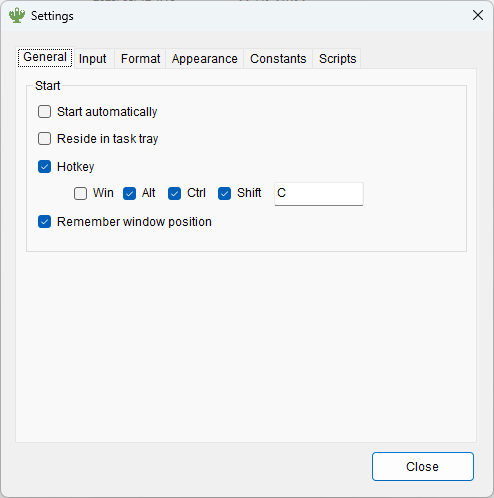 Settings
General Input Format Appearance Constants Scripts
Start
Start automatically
Reside in task tray
Hotkey
Win Alt Ctrl Shift C
Remember window position
Close